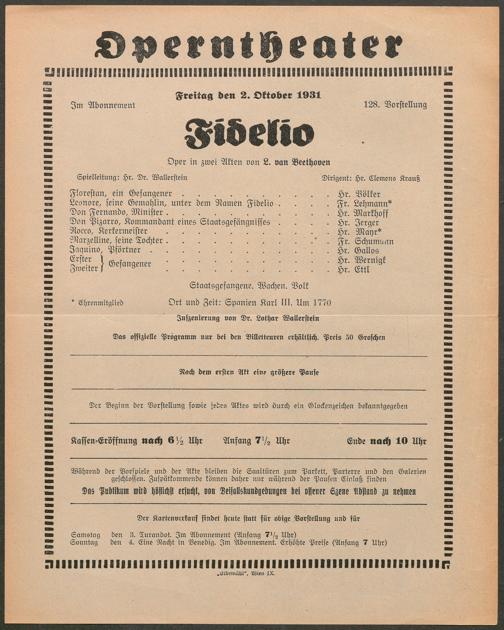 Operntheater
Freitag den 2. Oktober 1931
Im Abonnement 128. Vorstellung
Fidelio
Oper in zwei Akten von L. van Beethoven
Spielleitung: Hr. Dr. Wallerstein Dirigent: Hr. Clemens Krauß
Florestan, ein Gefangener . . . . . . . . . . Hr. Völker
Leonore, seine Gemahlin, unter dem Namen Fidelio . . . . Fr. Lehmann*
Don Fernando, Minister . . . . . . . . . . Hr. Markhoff
Don Pizarro, Kommandant eines Staatsgefängnisses . . . . Hr. Jerger
Rocco, Kerkermeister . . . . . . . . . . Hr. Mayr*
Marzelline, seine Tochter . . . . . . . . . . Fr. Schumann
Jaquino, Pförtner . . . . . . . . . . Hr. Gallos
Erster } Gefangener . . . . . . . . . . Hr. Wernigk
Zweiter } Hr. Ettl
Staatsgefangene, Wachen, Volk
* Ehrenmitglied Ort und Zeit: Spanien Karl III. Um 1770
Inszenierung von Dr. Lothar Wallerstein
Das offizielle Programm nur bei den Billetteuren erhältlich. Preis 50 Groschen
Nach dem ersten Akt eine größere Pause
Der Beginn der Vorstellung sowie jedes Aktes wird durch ein Glockenzeichen bekanntgegeben
Kassen-Eröffnung nach 6½ Uhr Anfang 7½ Uhr Ende nach 10 Uhr
Während der Vorspiele und der Akte bleiben die Saaltüren zum Parkett, Parterre und den Galerien
geschlossen. Zuspätkommende können daher nur während der Pausen Einlaß finden
Das Publikum wird höflichst ersucht, von Beifallskundgebungen bei offener Szene Abstand zu nehmen
Der Kartenverkauf findet heute statt für obige Vorstellung und für
Samstag den 3. Turandot. Im Abonnement (Anfang 7½ Uhr)
Sonntag den 4. Eine Nacht in Venedig. Im Abonnement. Erhöhte Preise (Anfang 7 Uhr)
„Elbemühl“, Wien IX.